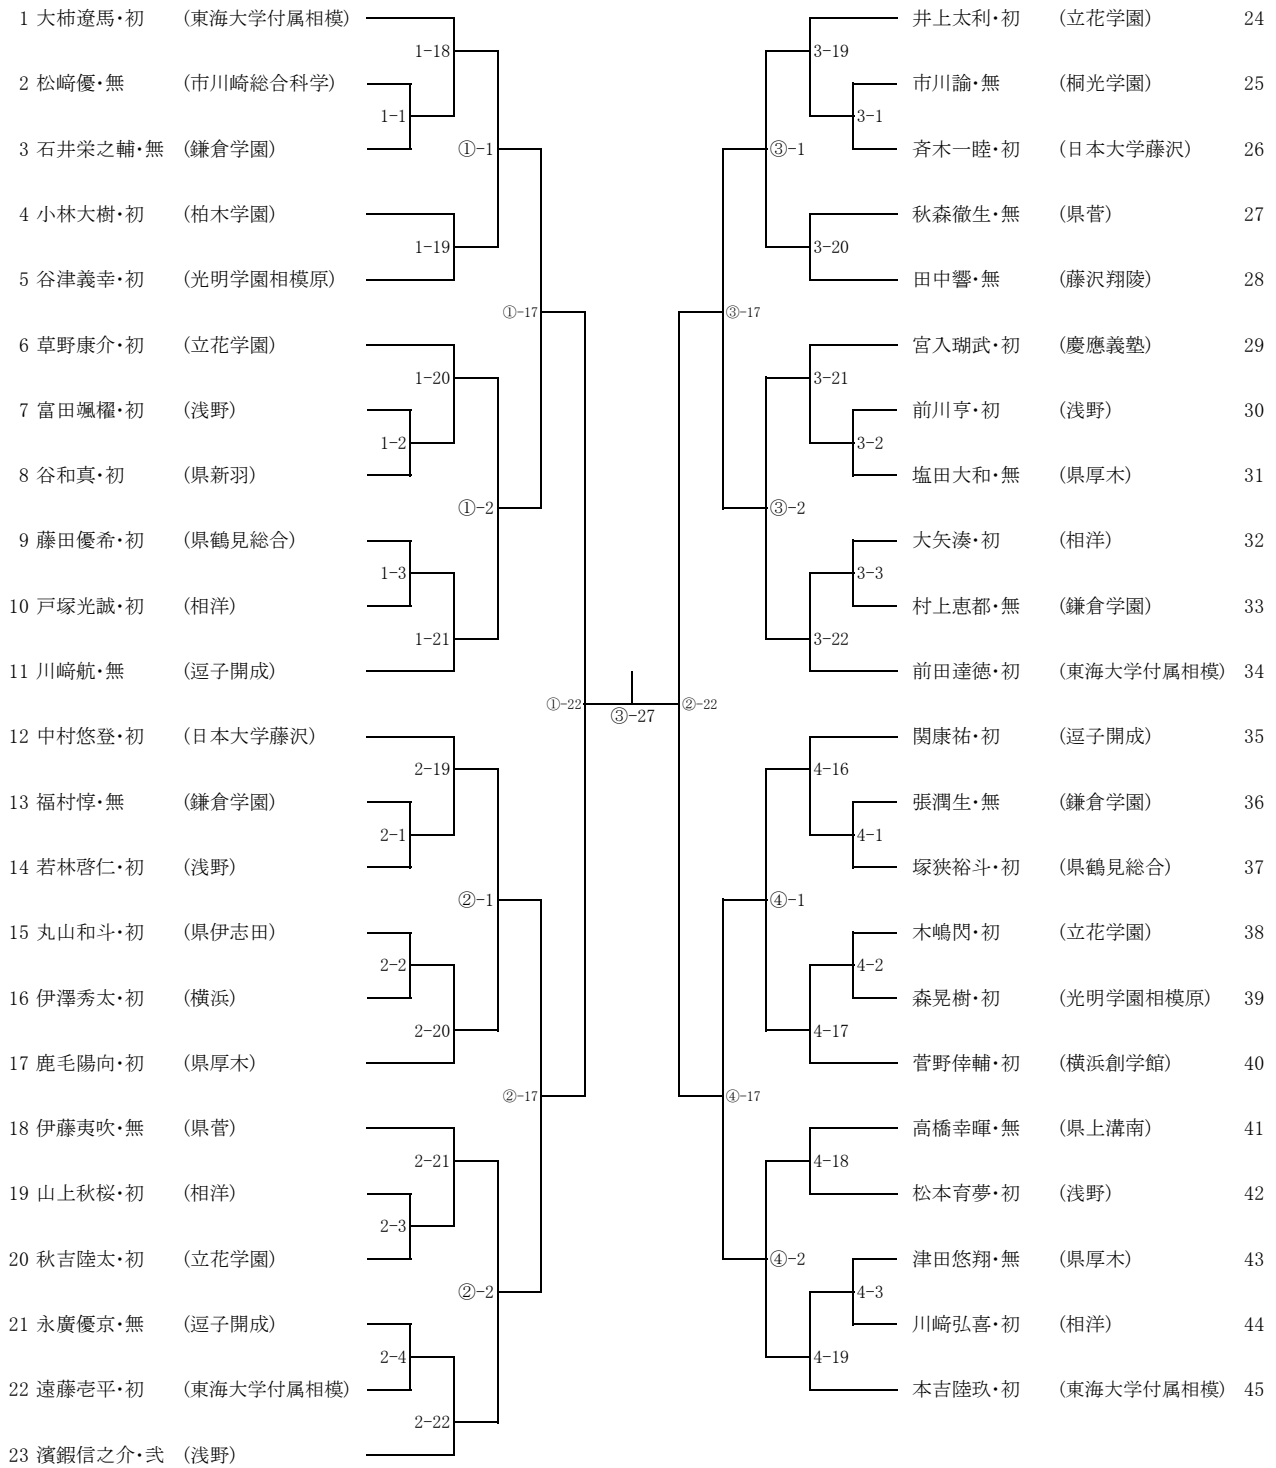 1 大柿遼馬・初 (東海大学付属相模)
1-18
2 松﨑優・無 (市川崎総合科学)
1-1
3 石井栄之輔・無 (鎌倉学園)
①-1
4 小林大樹・初 (柏木学園)
1-19
5 谷津義幸・初 (光明学園相模原)
①-17
6 草野康介・初 (立花学園)
1-20
7 富田颯櫂・初 (浅野)
1-2
8 谷和真・初 (県新羽)
①-2
9 藤田優希・初 (県鶴見総合)
1-3
10 戸塚光誠・初 (相洋)
1-21
11 川﨑航・無 (逗子開成)
①-22
12 中村悠登・初 (日本大学藤沢)
2-19
13 福村惇・無 (鎌倉学園)
2-1
14 若林啓仁・初 (浅野)
②-1
15 丸山和斗・初 (県伊志田)
2-2
16 伊澤秀太・初 (横浜)
2-20
17 鹿毛陽向・初 (県厚木)
②-17
18 伊藤夷吹・無 (県菅)
2-21
19 山上秋桜・初 (相洋)
2-3
20 秋吉陸太・初 (立花学園)
②-2
21 永廣優京・無 (逗子開成)
2-4
22 遠藤壱平・初 (東海大学付属相模)
2-22
23 濱鍜信之介・弐 (浅野)
③-27
井上太利・初 (立花学園) 24
3-19
市川諭・無 (桐光学園) 25
3-1
斉木一睦・初 (日本大学藤沢) 26
③-1
秋森徹生・無 (県菅) 27
3-20
田中響・無 (藤沢翔陵) 28
③-17
宮入瑚武・初 (慶應義塾) 29
3-21
前川亨・初 (浅野) 30
3-2
塩田大和・無 (県厚木) 31
③-2
大矢湊・初 (相洋) 32
3-3
村上恵都・無 (鎌倉学園) 33
3-22
前田達徳・初 (東海大学付属相模) 34
②-22
関康祐・初 (逗子開成) 35
4-16
張潤生・無 (鎌倉学園) 36
4-1
塚狭裕斗・初 (県鶴見総合) 37
④-1
木嶋閃・初 (立花学園) 38
4-2
森晃樹・初 (光明学園相模原) 39
4-17
菅野倖輔・初 (横浜創学館) 40
④-17
高橋幸暉・無 (県上溝南) 41
4-18
松本育夢・初 (浅野) 42
④-2
津田悠翔・無 (県厚木) 43
4-3
川﨑弘喜・初 (相洋) 44
4-19
本吉陸玖・初 (東海大学付属相模) 45